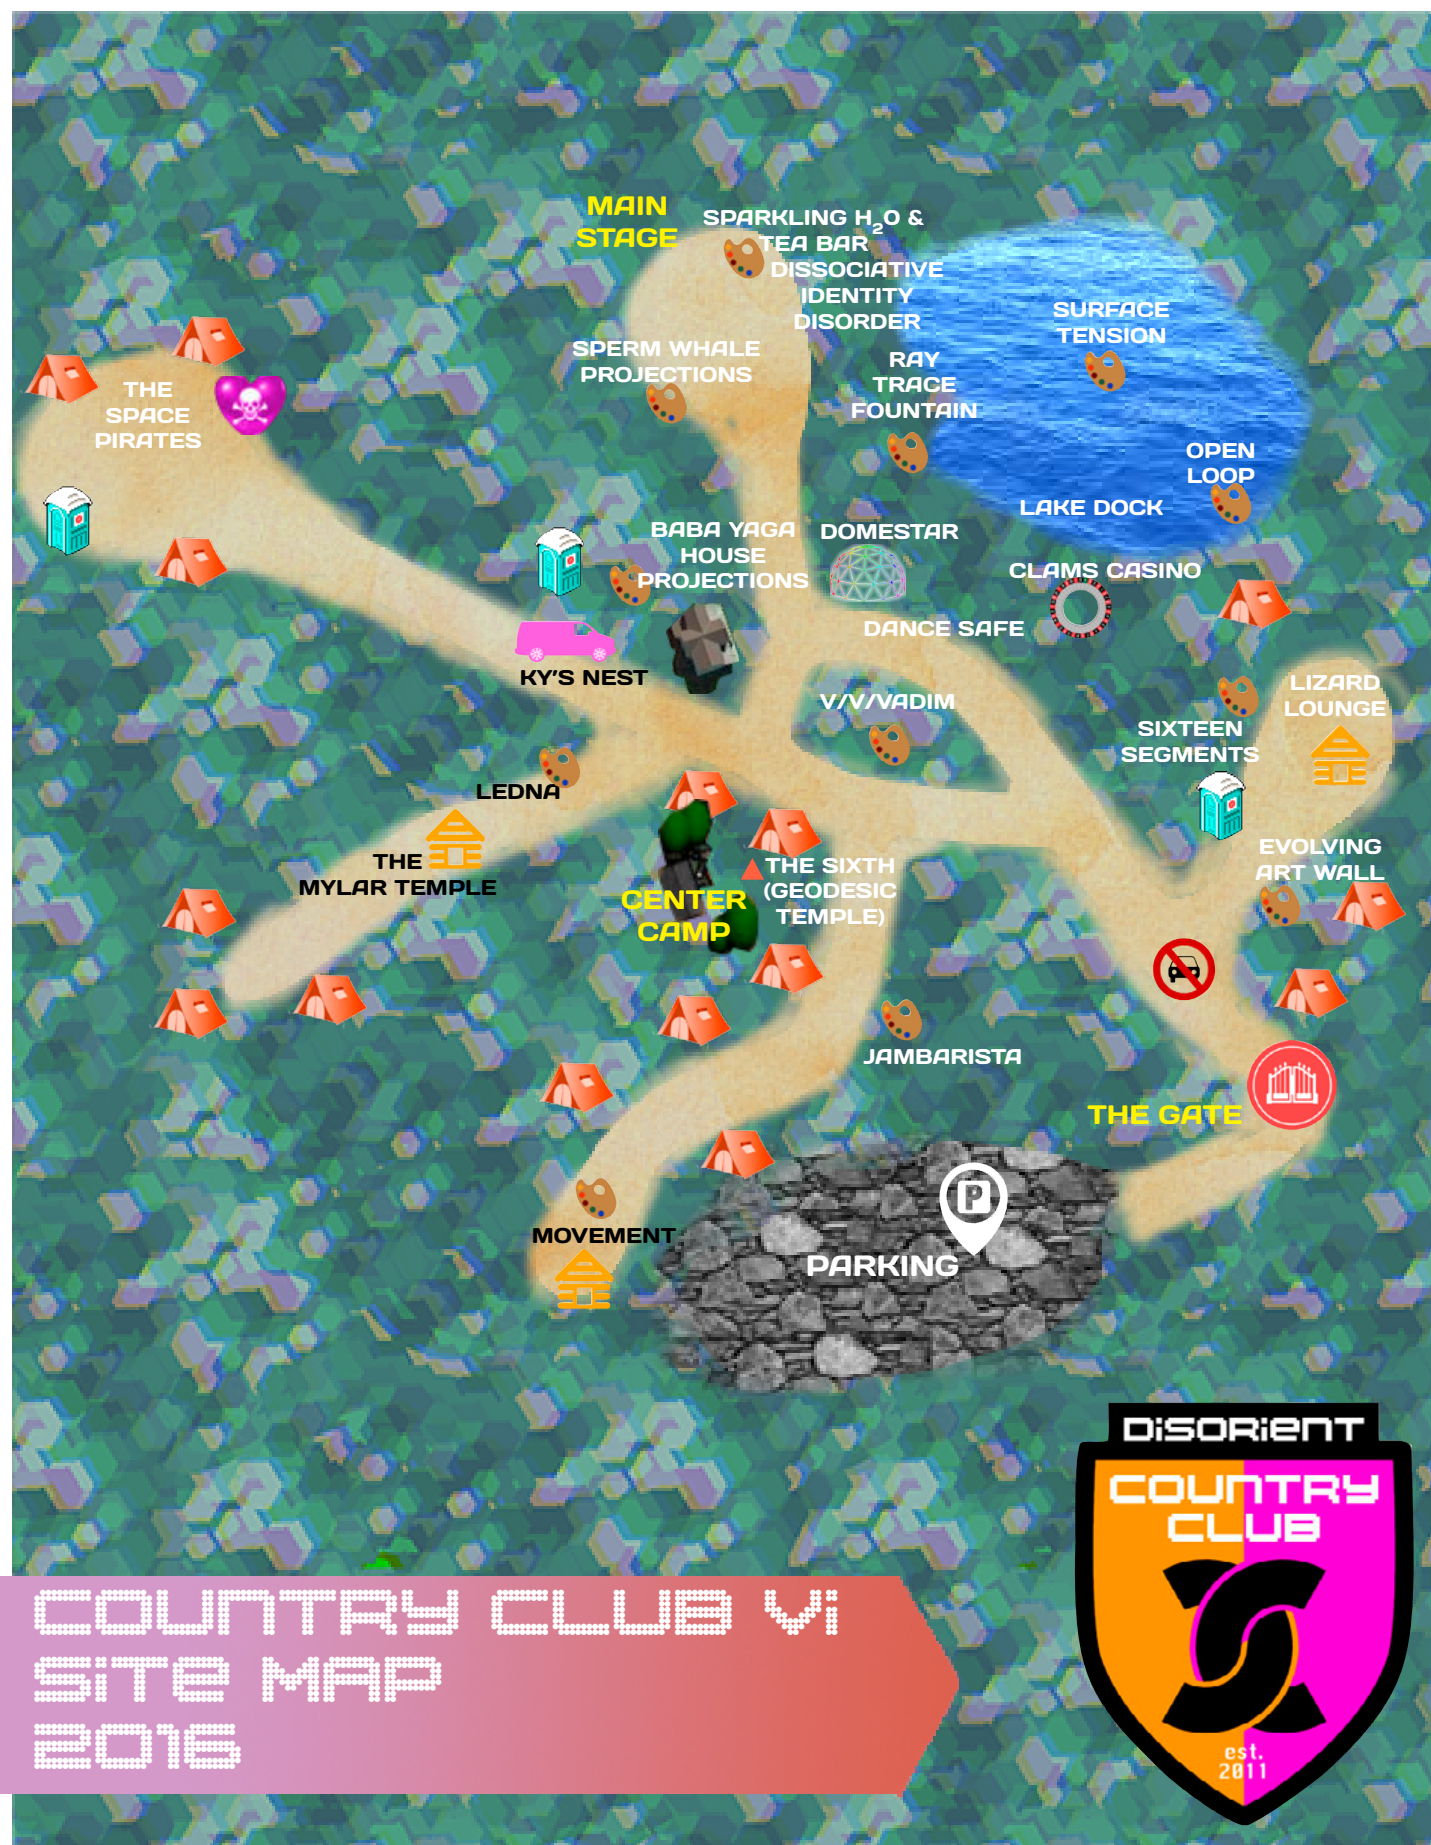 MAIN
STAGE
SPARKLING H2O &
TEA BAR
DISSOCIATIVE
IDENTITY
DISORDER
SURFACE
TENSION
SPERM WHALE
PROJECTIONS
RAY
TRACE
FOUNTAIN
THE
SPACE
PIRATES
OPEN
LOOP
LAKE DOCK
BABA YAGA
HOUSE
PROJECTIONS
DOMESTAR
CLAMS CASINO
DANCE SAFE
KY'S NEST
V/V/VADIM
LIZARD
LOUNGE
SIXTEEN
SEGMENTS
LEDNA
THE
MYLAR TEMPLE
THE SIXTH
(GEODESIC
TEMPLE)
CENTER
CAMP
EVOLVING
ART WALL
JAMBARISTA
THE GATE
P
PARKING
MOVEMENT
DISORIENT
COUNTRY
CLUB
est.
2011
COUNTRY CLUB Vi
SiTe MAP
2016